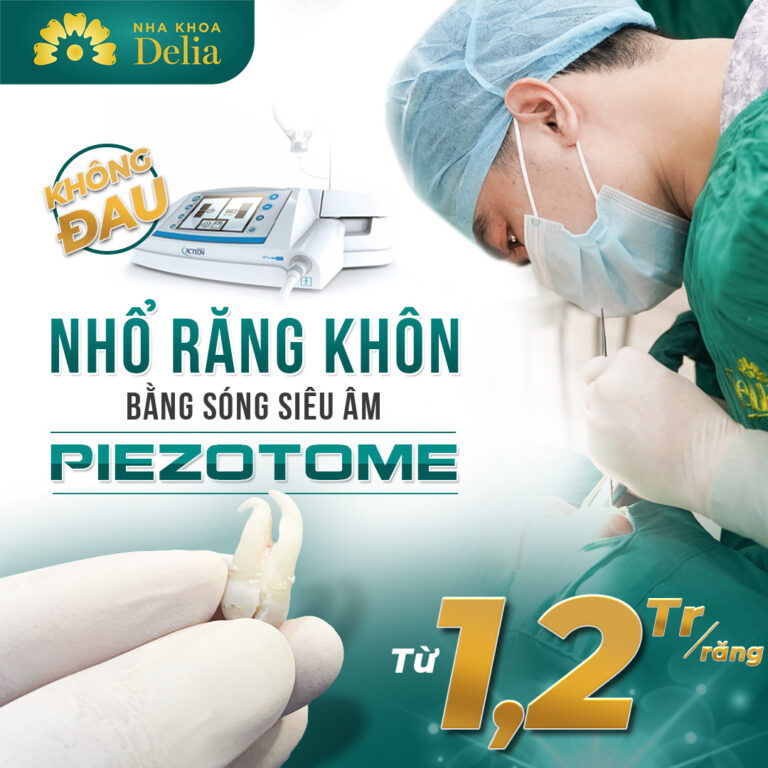 NHA KHOA
Delia
KHÔNG
ĐAU
ACTEON
NHỔ RĂNG KHÔN
BẰNG SÓNG SIÊU ÂM
PIEZOTOME
Từ 1,2 Tr/răng